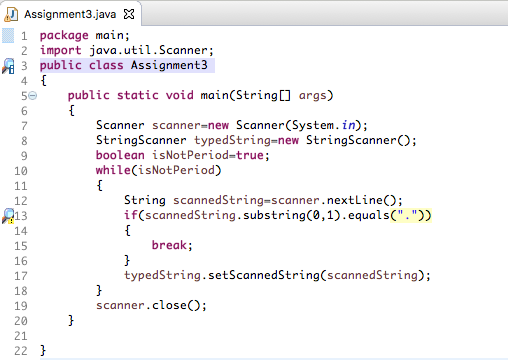 Assignment3.java
1 package main;
2 import java.util.Scanner;
3 public class Assignment3
4 {
5 public static void main(String[] args)
6 {
7 Scanner scanner=new Scanner(System.in);
8 StringScanner typedString=new StringScanner();
9 boolean isNotPeriod=true;
10 while(isNotPeriod)
11 {
12 String scannedString=scanner.nextLine();
13 if(scannedString.substring(0,1).equals("."))
14 {
15 break;
16 }
17 typedString.setScannedString(scannedString);
18 }
19 scanner.close();
20 }
21
22 }